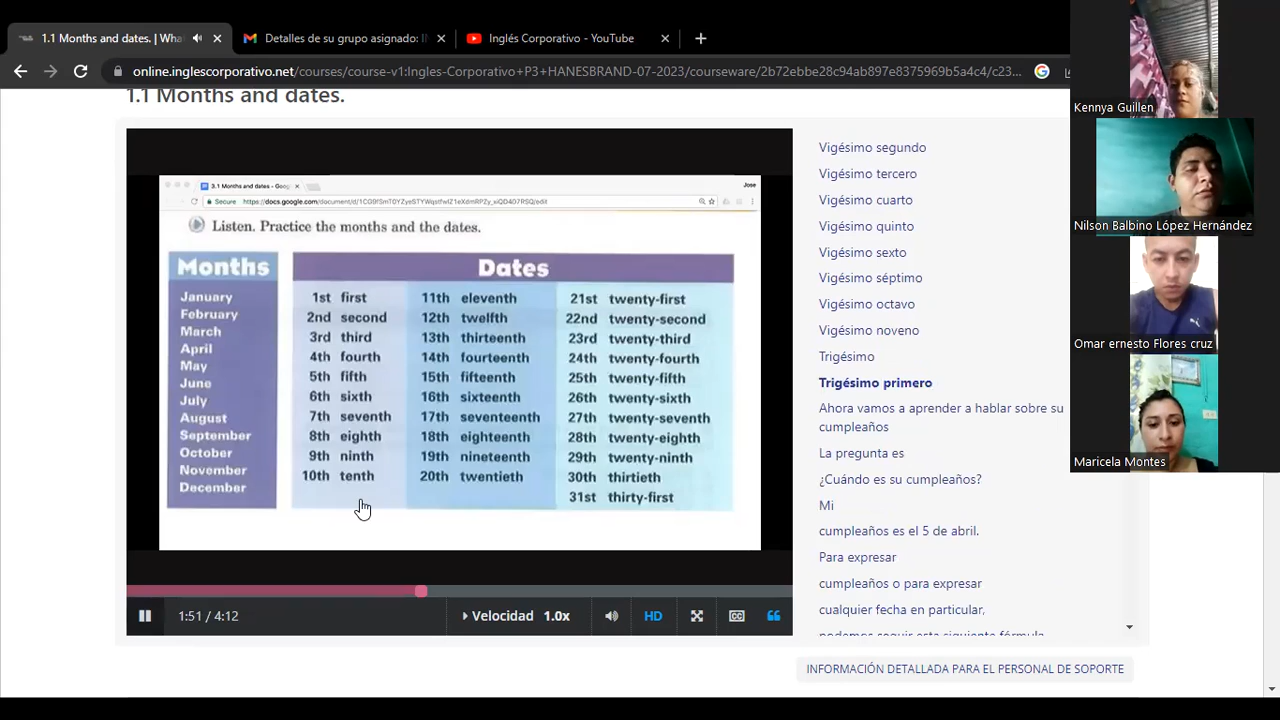 1.1 Months and dates. | Wha
Detalles de su grupo asignado: I
Inglés Corporativo - YouTube
online.inglescorporativo.net/courses/course-v1:Ingles-Corporativo+P3+HANESBRAND-07-2023/courseware/2b72ebbe28c94ab897e8375969b5a4c4/c23...
1.1 Months and dates.
3.1 Months and dates - Goog
Jose
Secure
Listen. Practice the months and the dates.
Months
January
February
March
April
May
June
July
August
September
October
November
December
Dates
1st first
2nd second
3rd third
4th fourth
5th fifth
6th sixth
7th seventh
8th eighth
9th ninth
10th tenth
11th eleventh
12th twelfth
13th thirteenth
14th fourteenth
15th fifteenth
16th sixteenth
17th seventeenth
18th eighteenth
19th nineteenth
20th twentieth
21st twenty-first
22nd twenty-second
23rd twenty-third
24th twenty-fourth
25th twenty-fifth
26th twenty-sixth
27th twenty-seventh
28th twenty-eighth
29th twenty-ninth
30th thirtieth
31st thirty-first
1:51 / 4:12
Velocidad 1.0x
HD
CC
Vigésimo segundo
Vigésimo tercero
Vigésimo cuarto
Vigésimo quinto
Vigésimo sexto
Vigésimo séptimo
Vigésimo octavo
Vigésimo noveno
Trigésimo
Trigésimo primero
Ahora vamos a aprender a hablar sobre su
cumpleaños
La pregunta es
¿Cuándo es su cumpleaños?
Mi
cumpleaños es el 5 de abril.
Para expresar
cumpleaños o para expresar
cualquier fecha en particular,
podemos seguir esta siguiente fórmula
INFORMACIÓN DETALLADA PARA EL PERSONAL DE SOPORTE
Kennya Guillen
Nilson Balbino López Hernández
Omar ernesto Flores cruz
Maricela Montes